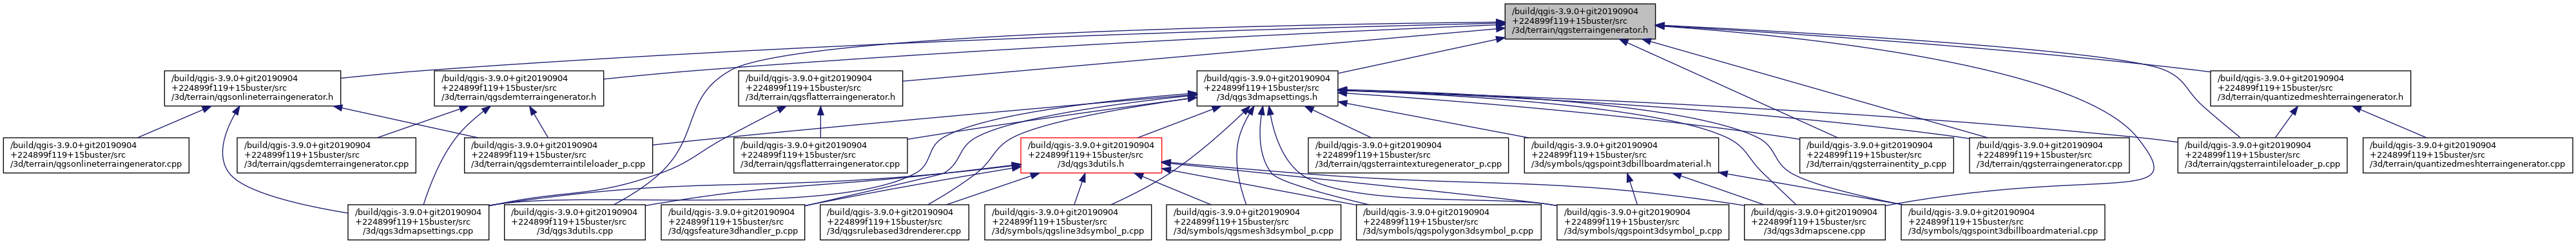 /build/qgis-3.9.0+git20190904
+224899f119+15buster/src
/3d/terrain/qgsterraingenerator.h
/build/qgis-3.9.0+git20190904
+224899f119+15buster/src
/3d/terrain/qgsonlineterraingenerator.h
/build/qgis-3.9.0+git20190904
+224899f119+15buster/src
/3d/terrain/qgsdemterraingenerator.h
/build/qgis-3.9.0+git20190904
+224899f119+15buster/src
/3d/terrain/qgsflatterraingenerator.h
/build/qgis-3.9.0+git20190904
+224899f119+15buster/src
/3d/qgs3dmapsettings.h
/build/qgis-3.9.0+git20190904
+224899f119+15buster/src
/3d/terrain/quantizedmeshterraingenerator.h
/build/qgis-3.9.0+git20190904
+224899f119+15buster/src
/3d/terrain/qgsonlineterraingenerator.cpp
/build/qgis-3.9.0+git20190904
+224899f119+15buster/src
/3d/terrain/qgsdemterraingenerator.cpp
/build/qgis-3.9.0+git20190904
+224899f119+15buster/src
/3d/terrain/qgsdemterraintileloader_p.cpp
/build/qgis-3.9.0+git20190904
+224899f119+15buster/src
/3d/terrain/qgsflatterraingenerator.cpp
/build/qgis-3.9.0+git20190904
+224899f119+15buster/src
/3d/qgs3dutils.h
/build/qgis-3.9.0+git20190904
+224899f119+15buster/src
/3d/terrain/qgsterraintexturegenerator_p.cpp
/build/qgis-3.9.0+git20190904
+224899f119+15buster/src
/3d/symbols/qgspoint3dbillboardmaterial.h
/build/qgis-3.9.0+git20190904
+224899f119+15buster/src
/3d/terrain/qgsterrainentity_p.cpp
/build/qgis-3.9.0+git20190904
+224899f119+15buster/src
/3d/terrain/qgsterraingenerator.cpp
/build/qgis-3.9.0+git20190904
+224899f119+15buster/src
/3d/terrain/qgsterraintileloader_p.cpp
/build/qgis-3.9.0+git20190904
+224899f119+15buster/src
/3d/terrain/quantizedmeshterraingenerator.cpp
/build/qgis-3.9.0+git20190904
+224899f119+15buster/src
/3d/qgs3dmapsettings.cpp
/build/qgis-3.9.0+git20190904
+224899f119+15buster/src
/3d/qgs3dutils.cpp
/build/qgis-3.9.0+git20190904
+224899f119+15buster/src
/3d/qgsfeature3dhandler_p.cpp
/build/qgis-3.9.0+git20190904
+224899f119+15buster/src
/3d/qgsrulebased3drenderer.cpp
/build/qgis-3.9.0+git20190904
+224899f119+15buster/src
/3d/symbols/qgsline3dsymbol_p.cpp
/build/qgis-3.9.0+git20190904
+224899f119+15buster/src
/3d/symbols/qgsmesh3dsymbol_p.cpp
/build/qgis-3.9.0+git20190904
+224899f119+15buster/src
/3d/symbols/qgspolygon3dsymbol_p.cpp
/build/qgis-3.9.0+git20190904
+224899f119+15buster/src
/3d/symbols/qgspoint3dsymbol_p.cpp
/build/qgis-3.9.0+git20190904
+224899f119+15buster/src
/3d/qgs3dmapscene.cpp
/build/qgis-3.9.0+git20190904
+224899f119+15buster/src
/3d/symbols/qgspoint3dbillboardmaterial.cpp